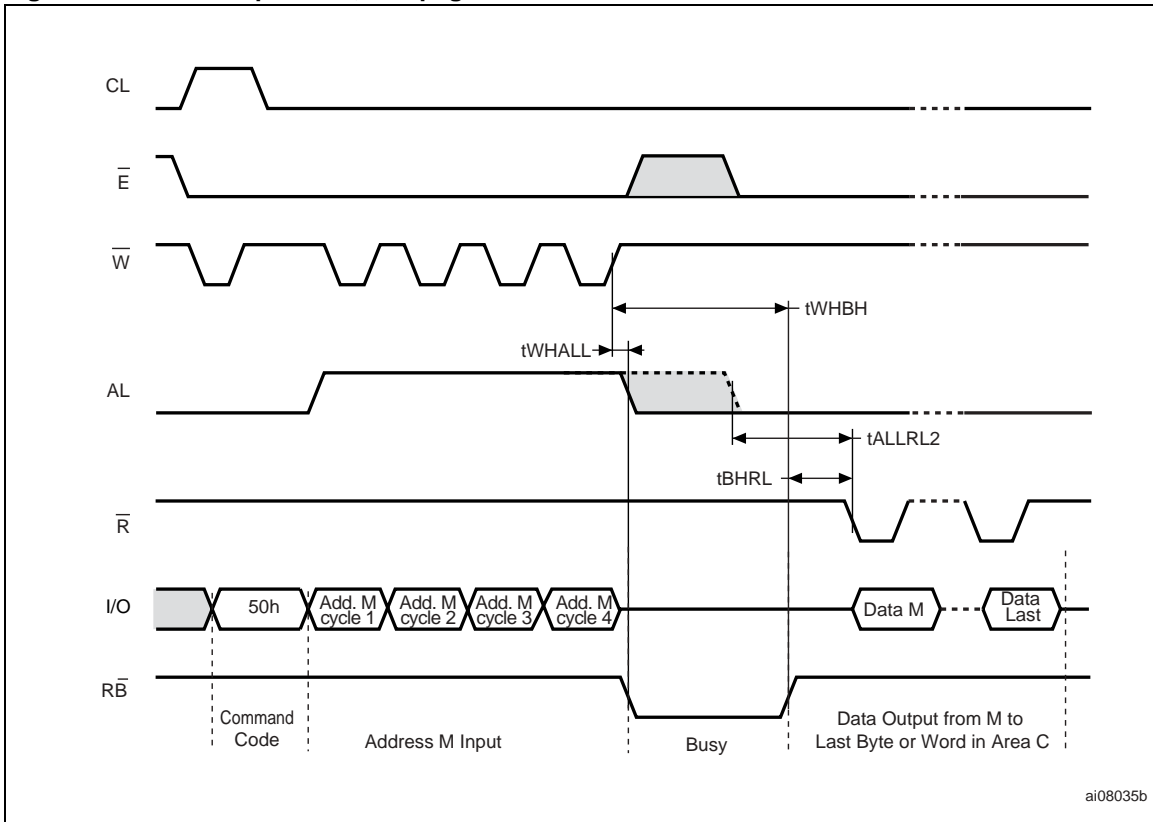 CL
E
W
tWHBH
tWHALL
AL
tALLRL2
tBHRL
R
I/O
50h
Add. M
cycle 1
Add. M
cycle 2
Add. M
cycle 3
Add. M
cycle 4
Data M
Data
Last
RB̅
Command
Code
Address M Input
Busy
Data Output from M to
Last Byte or Word in Area C
ai08035b